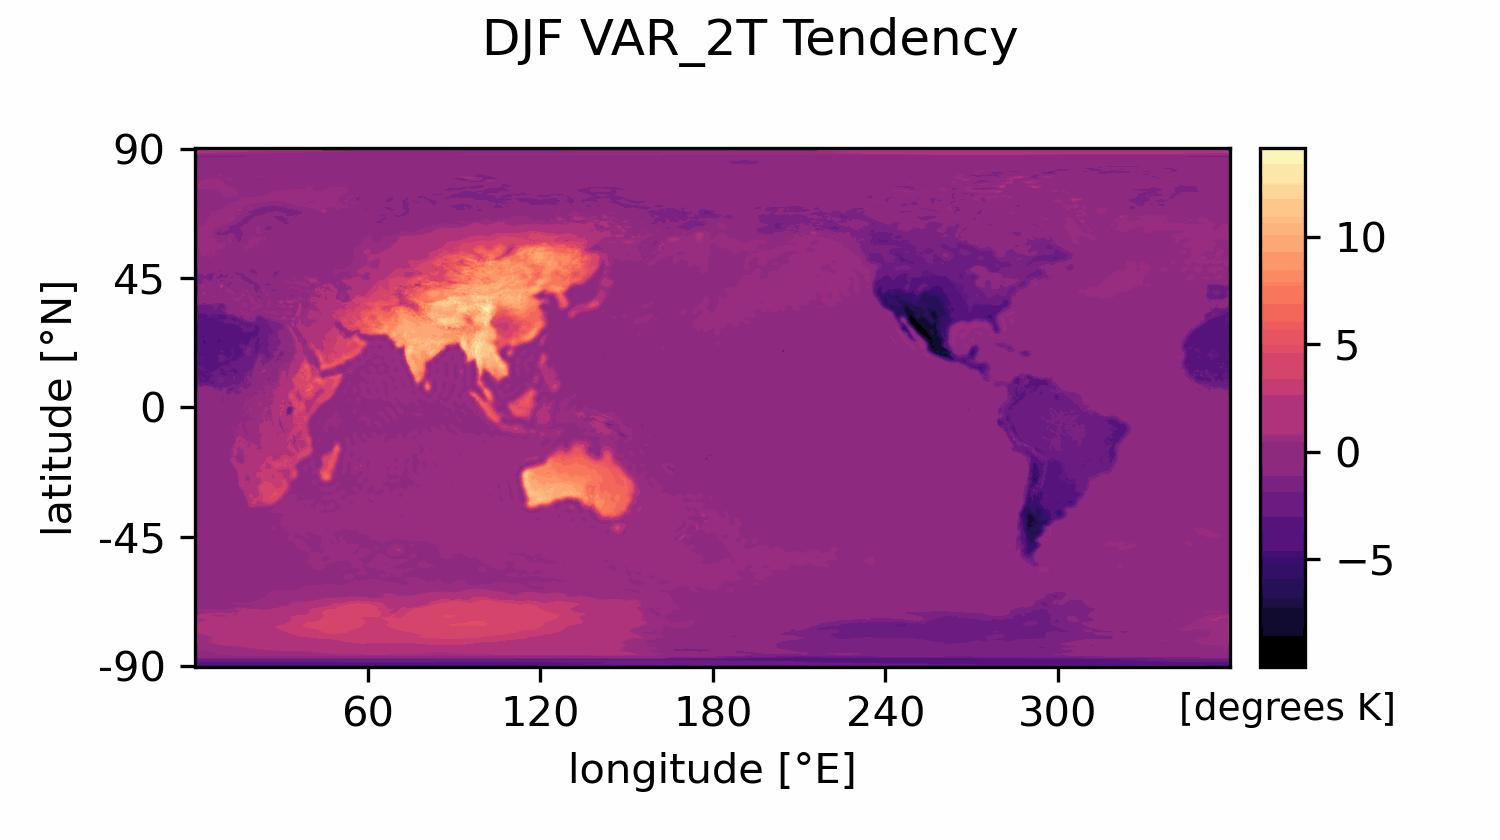 DJF VAR_2T Tendency
90
45
0
-45
-90
latitude [°N]
60 120 180 240 300
longitude [°E]
10
5
0
−5
[degrees K]